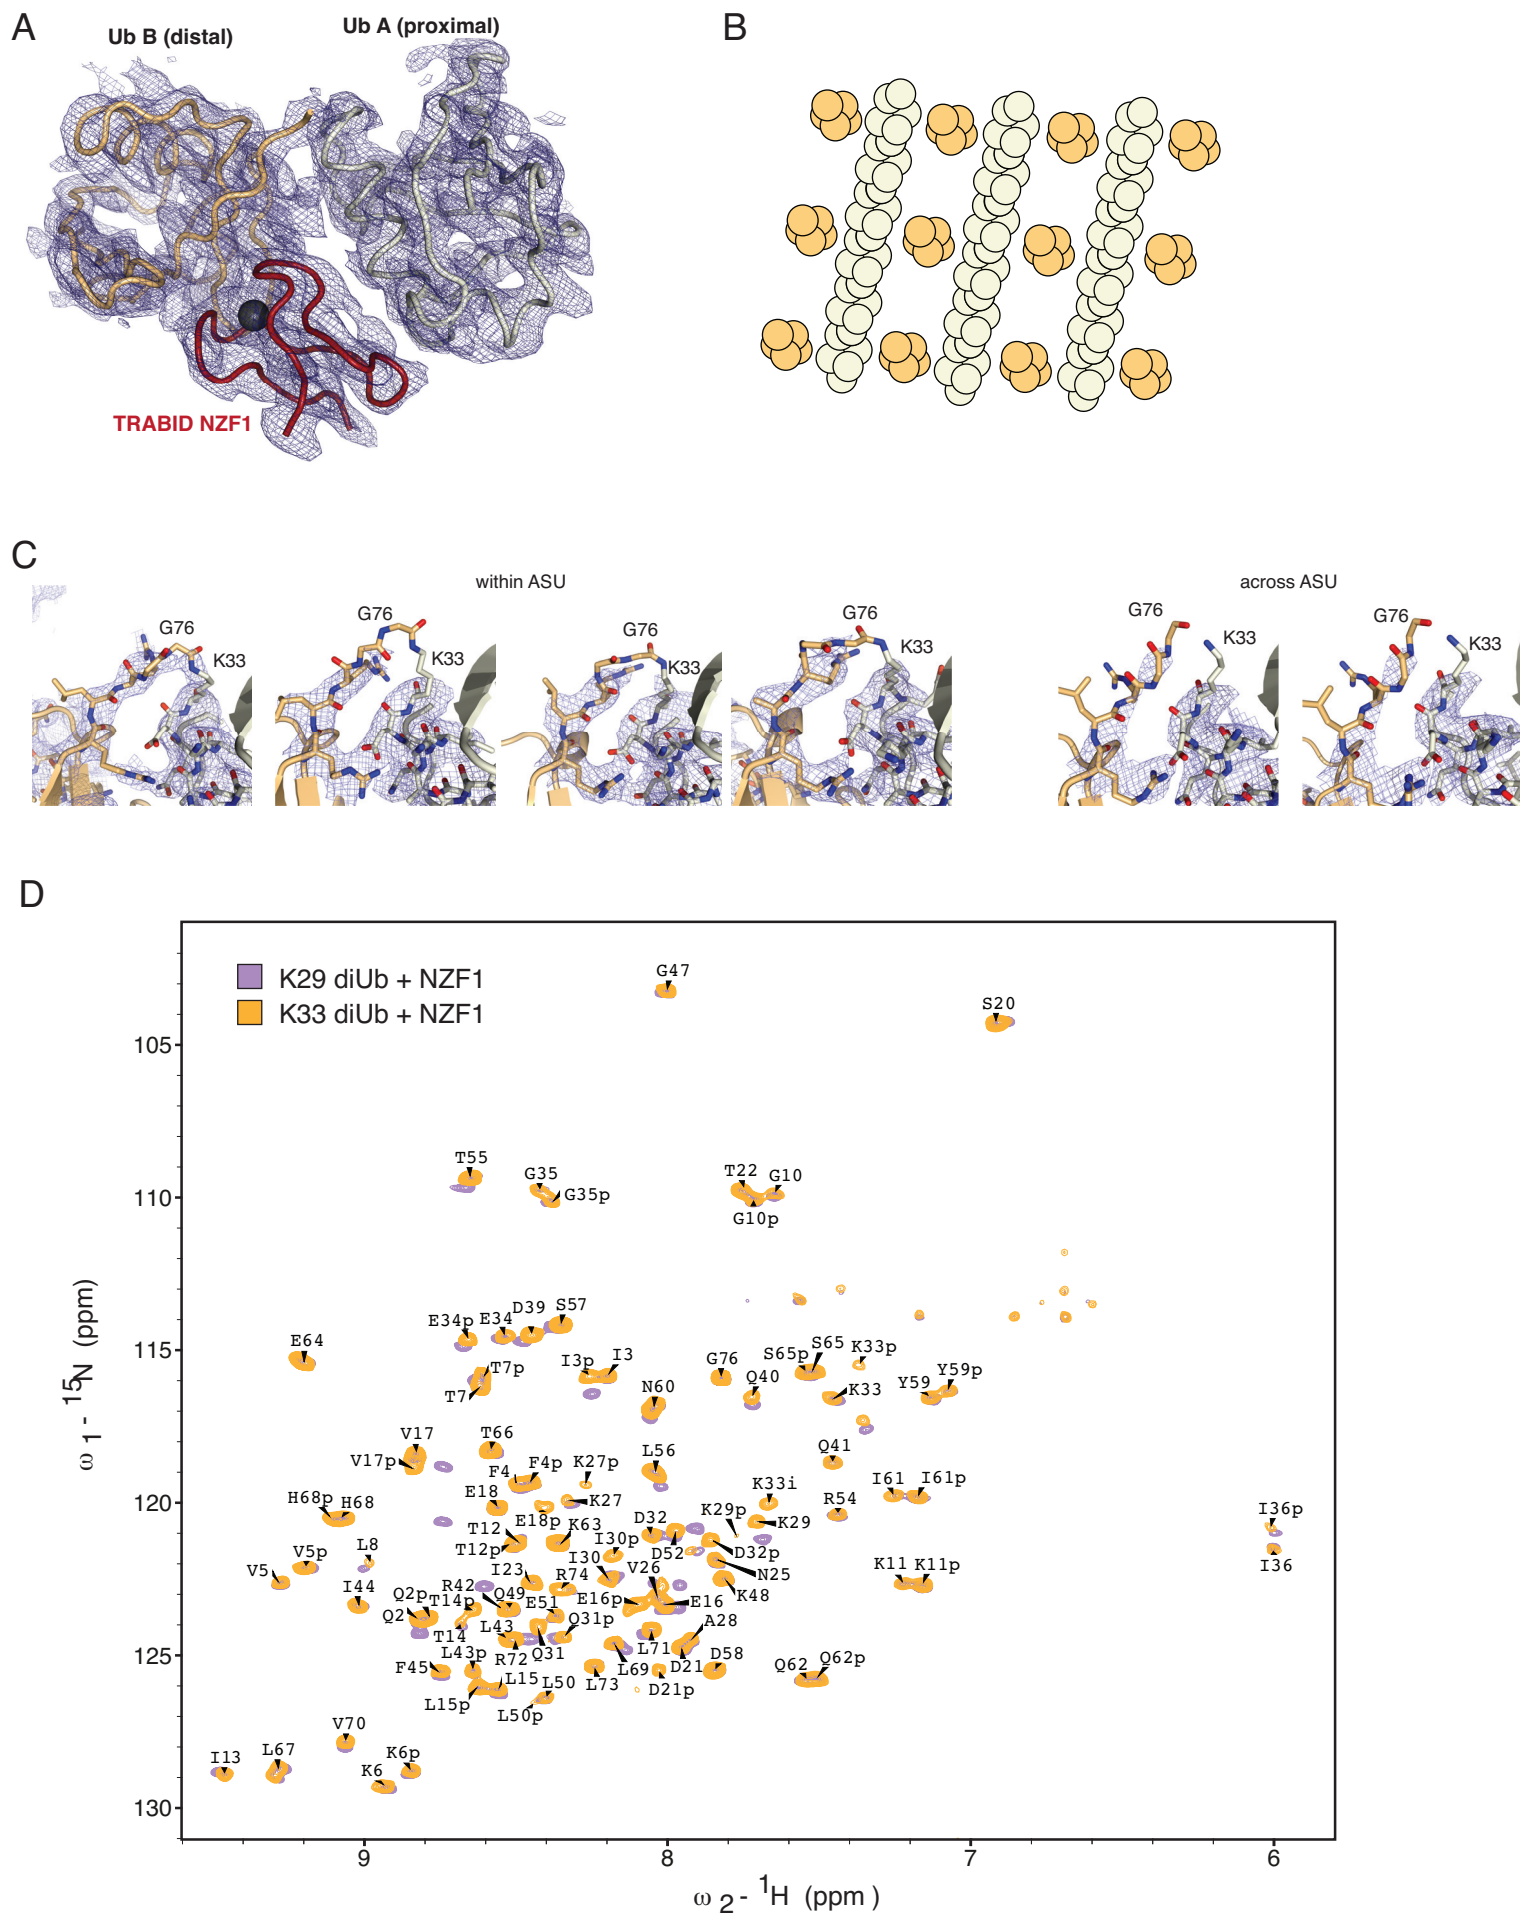 A
B
Ub B (distal)
Ub A (proximal)
TRABID NZF1
C
within ASU
across ASU
G76
K33
G76
K33
G76
K33
G76
K33
G76
K33
G76
K33
D
K29 diUb + NZF1
K33 diUb + NZF1
G47
S20
105
T55
G35
G35p
T22
G10
G10p
110
E64
E34p
E34
D39
S57
115
T7p
T7
I3p
I3
N60
G76
Q40
S65p
S65
K33p
K33
Y59
Y59p
V17
V17p
T66
F4
F4p
K27p
L56
Q41
H68p
H68
E18
E18p
K27
K33i
K29p
K29
R54
I61
I61p
I36p
I36
120
T12
T12p
K63
D32
D52
D32p
I30p
V5
V5p
L8
I23
I30
R74
V26
N25
K48
K11
K11p
I44
Q2p
Q2
T14p
T14
R42
Q49
E51
E16p
E16
Q31p
Q31
A28
L43
R72
L43p
L69
L71
D21
D58
125
F45
L15
L15p
L50
L50p
L73
D21p
Q62
Q62p
V70
I13
L67
K6p
K6
130
9
8
7
6
ω 1 - 15N (ppm)
ω 2 - 1H (ppm)